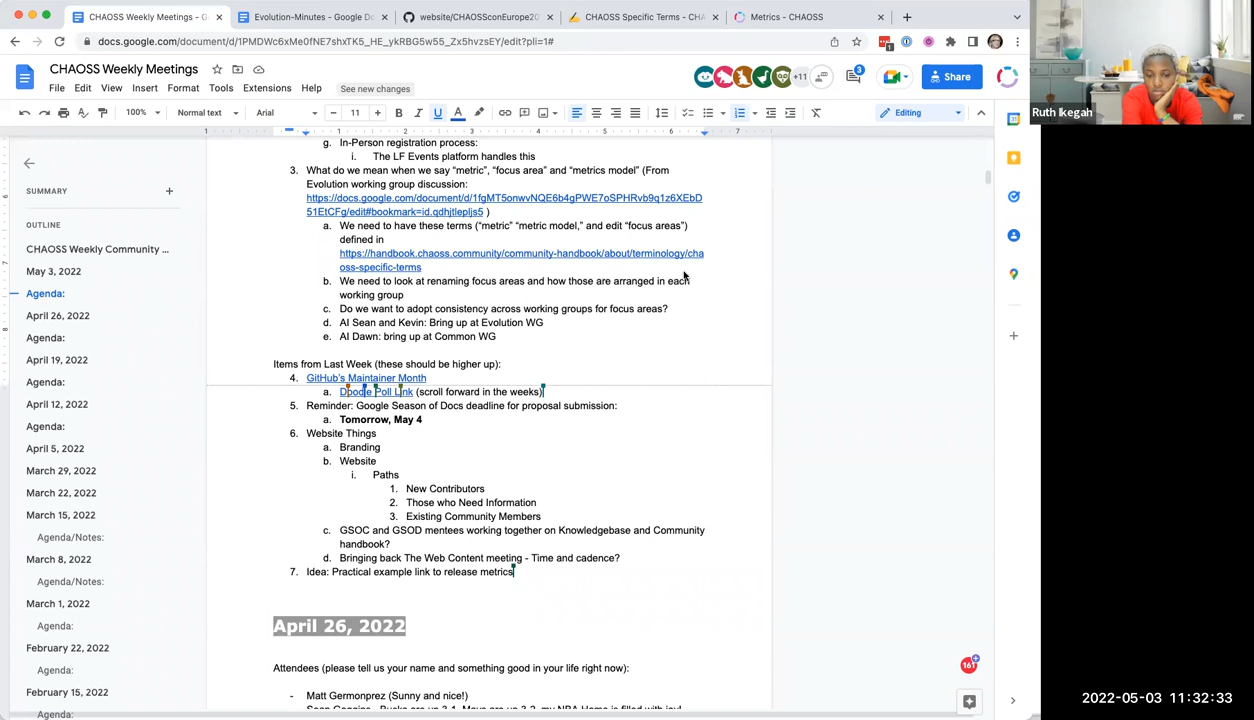 CHAOSS Weekly Meetings - G
Evolution-Minutes - Google Do
website/CHAOSSconEurope20
CHAOSS Specific Terms - CHA
Metrics - CHAOSS
docs.google.com/document/d/1PMDWc6xMe0fNE7shxTK5_HE_ykRBG5w55_Zx5hvzsEY/edit?pli=1#
CHAOSS Weekly Meetings
File Edit View Insert Format Tools Extensions Help See new changes
+11
3
Share
100% Normal text Arial 11 Editing
SUMMARY
OUTLINE
CHAOSS Weekly Community ...
May 3, 2022
Agenda:
April 26, 2022
Agenda:
April 19, 2022
Agenda:
April 12, 2022
Agenda:
April 5, 2022
March 29, 2022
March 22, 2022
March 15, 2022
Agenda/Notes:
March 8, 2022
Agenda/Notes:
March 1, 2022
Agenda:
February 22, 2022
Agenda:
February 15, 2022
Agenda:
g. In-Person registration process:
i. The LF Events platform handles this
3. What do we mean when we say “metric”, “focus area” and “metrics model” (From
Evolution working group discussion:
https://docs.google.com/document/d/1fgMT5onwvNQE6b4gPWE7oSPHRvb9q1z6XEbD
51EtCFg/edit#bookmark=id.qdhjtlepljs5 )
a. We need to have these terms (“metric” “metric model,” and edit “focus areas”)
defined in
https://handbook.chaoss.community/community-handbook/about/terminology/cha
oss-specific-terms
b. We need to look at renaming focus areas and how those are arranged in each
working group
c. Do we want to adopt consistency across working groups for focus areas?
d. AI Sean and Kevin: Bring up at Evolution WG
e. AI Dawn: bring up at Common WG
Items from Last Week (these should be higher up):
4. GitHub’s Maintainer Month
a. Doodle Poll Link (scroll forward in the weeks)
5. Reminder: Google Season of Docs deadline for proposal submission:
a. Tomorrow, May 4
6. Website Things
a. Branding
b. Website
i. Paths
1. New Contributors
2. Those who Need Information
3. Existing Community Members
c. GSOC and GSOD mentees working together on Knowledgebase and Community
handbook?
d. Bringing back The Web Content meeting - Time and cadence?
7. Idea: Practical example link to release metrics
April 26, 2022
Attendees (please tell us your name and something good in your life right now):
- Matt Germonprez (Sunny and nice!)
161
Ruth Ikegah
2022-05-03 11:32:33